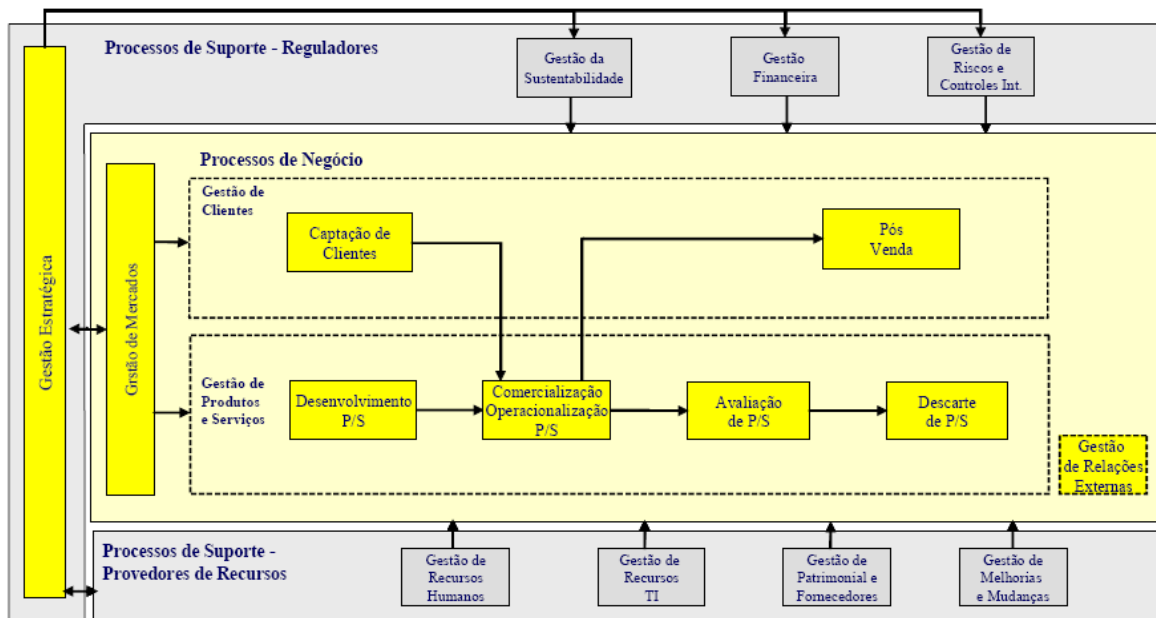 Processos de Suporte - Reguladores
Gestão da
Sustentabilidade
Gestão
Financeira
Gestão de
Riscos e
Controles Int.
Gestão Estratégica
Grstão de Mercados
Processos de Negócio
Gestão de
Clientes
Captação de
Clientes
Pós
Venda
Gestão de
Produtos
e Serviços
Desenvolvimento
P/S
Comercialização
Operacionalização
P/S
Avaliação
de P/S
Descarte
de P/S
Gestão
de Relações
Externas
Processos de Suporte -
Provedores de Recursos
Gestão de
Recursos
Humanos
Gestão de
Recursos
TI
Gestão de
Patrimonial e
Fornecedores
Gestão de
Melhorias
e Mudanças